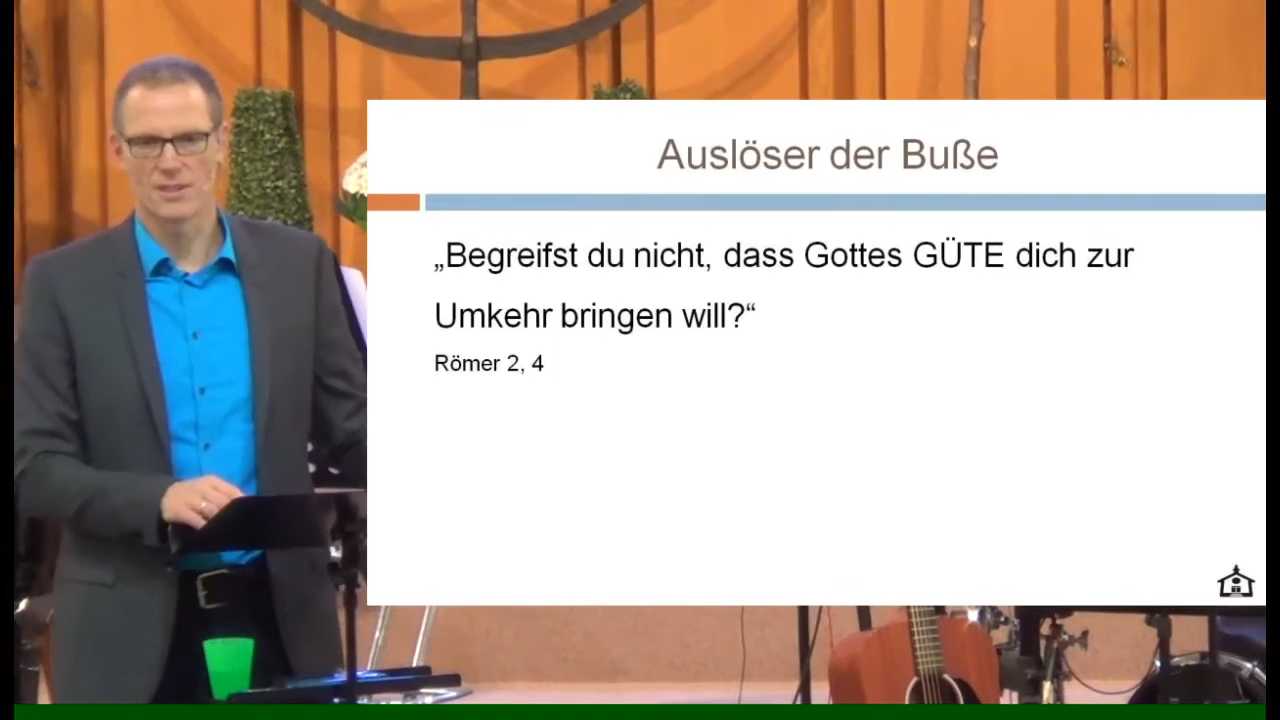 Auslöser der Buße
„Begreifst du nicht, dass Gottes GÜTE dich zur
Umkehr bringen will?“
Römer 2, 4